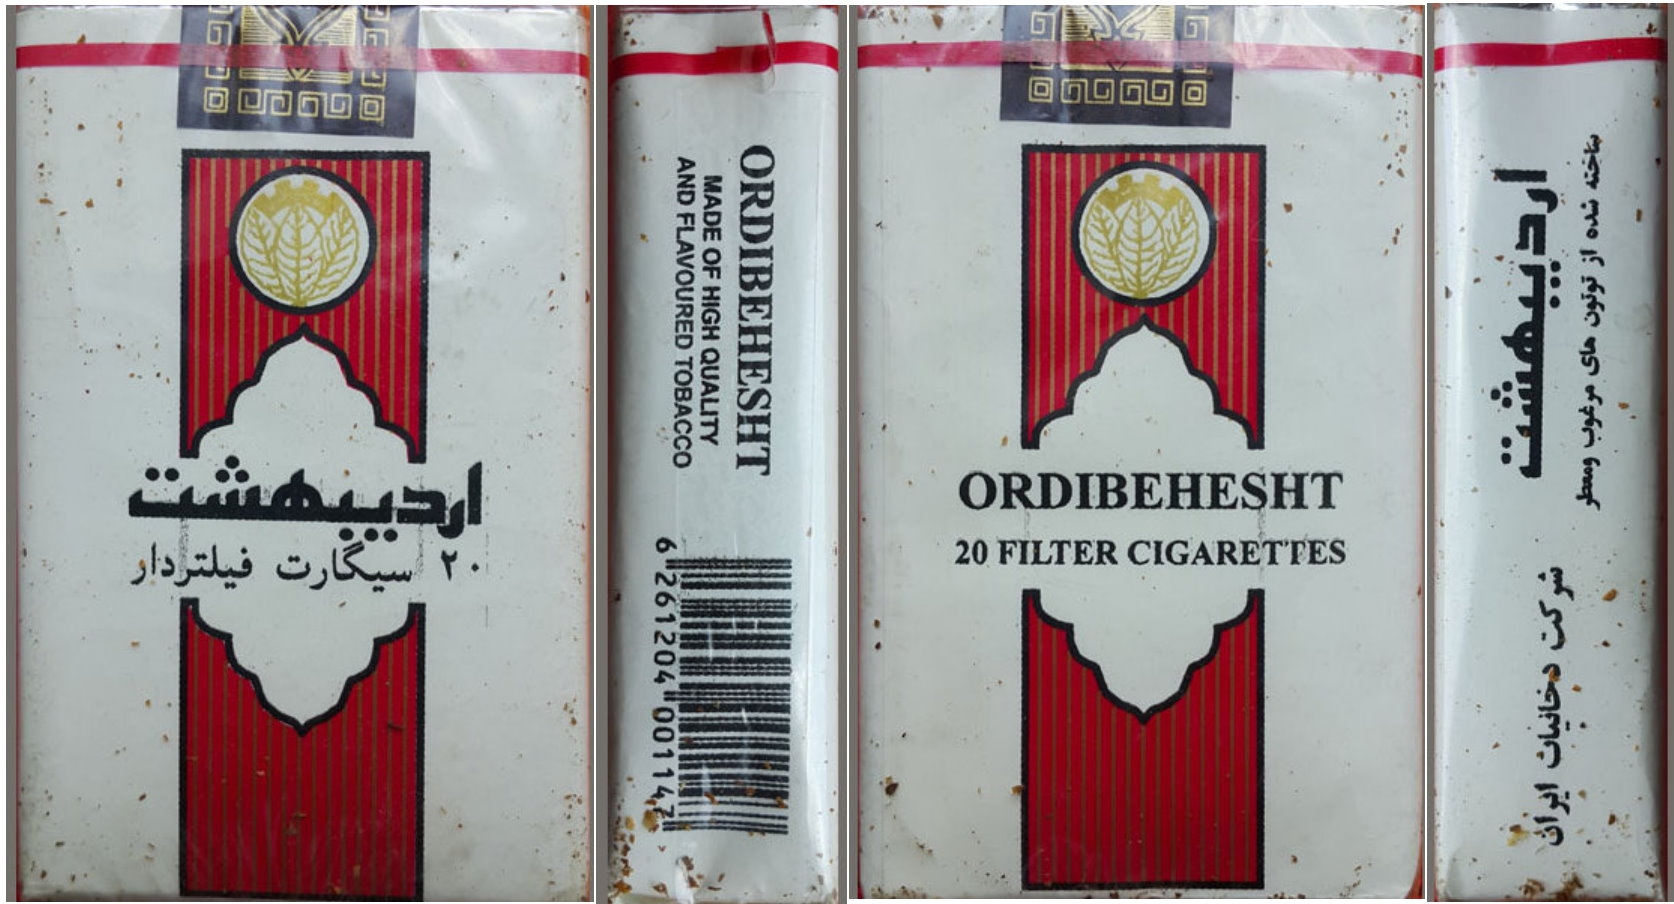 اردیبهشت
۲۰ سیگارت فیلتردار
ORDIBEHESHT
MADE OF HIGH QUALITY
AND FLAVOURED TOBACCO
6 261204 001147
ORDIBEHESHT
20 FILTER CIGARETTES
ساخته شده از توتون های مرغوب ومعطر
اردیبهشت
شرکت دخانیات ایران